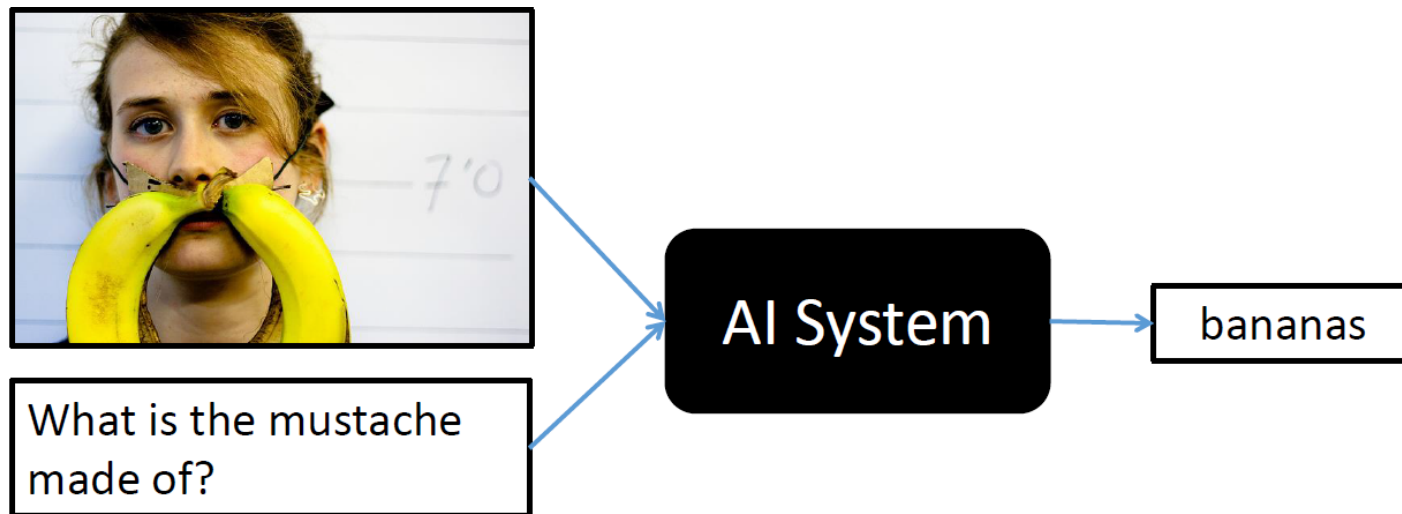 7'0
What is the mustache
made of?
AI System
bananas